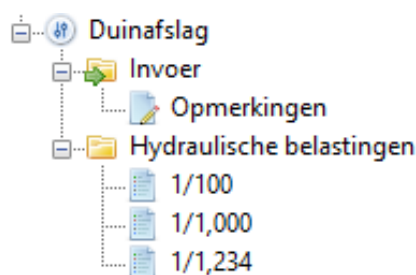 Duinafslag
Invoer
Opmerkingen
Hydraulische belastingen
1/100
1/1,000
1/1,234